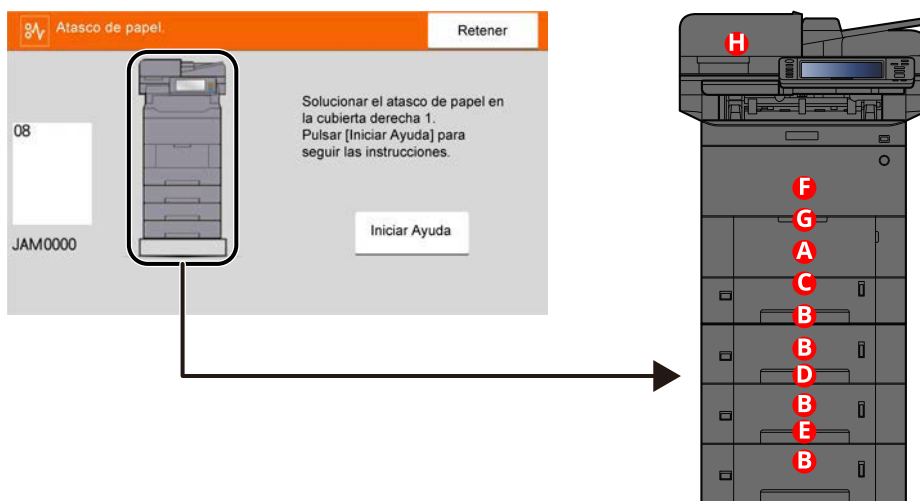 Atasco de papel.
Retener
08
JAM0000
Solucionar el atasco de papel en
la cubierta derecha 1.
Pulsar [Iniciar Ayuda] para
seguir las instrucciones.
Iniciar Ayuda
H
F
G
A
C
B
B
D
B
E
B